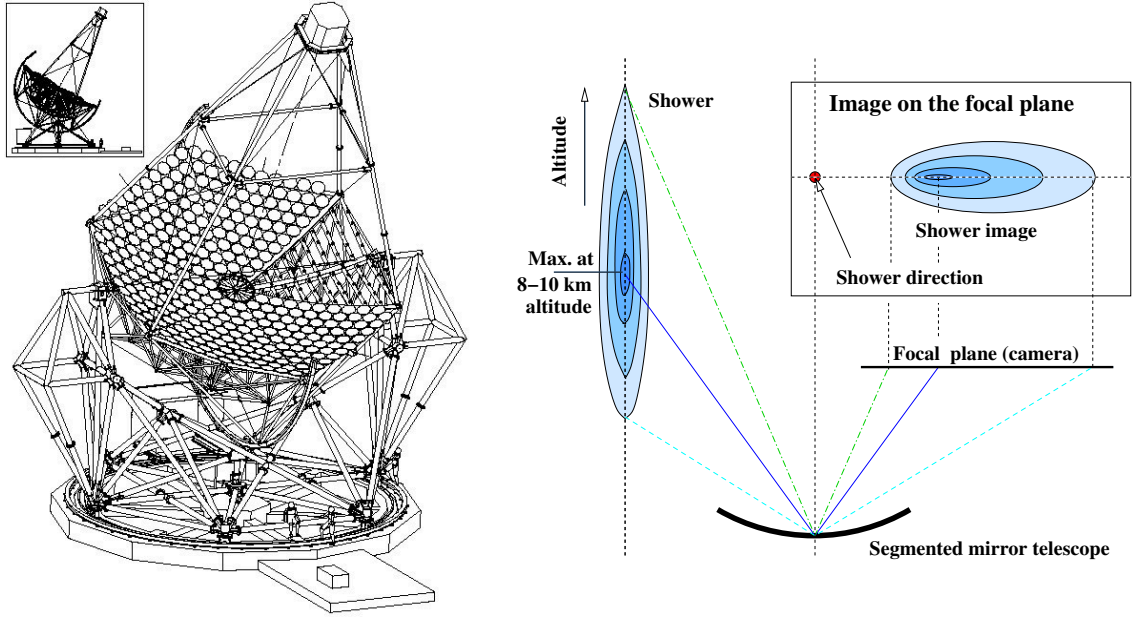 Shower
Altitude
Max. at
8−10 km
altitude
Image on the focal plane
Shower image
Shower direction
Focal plane (camera)
Segmented mirror telescope